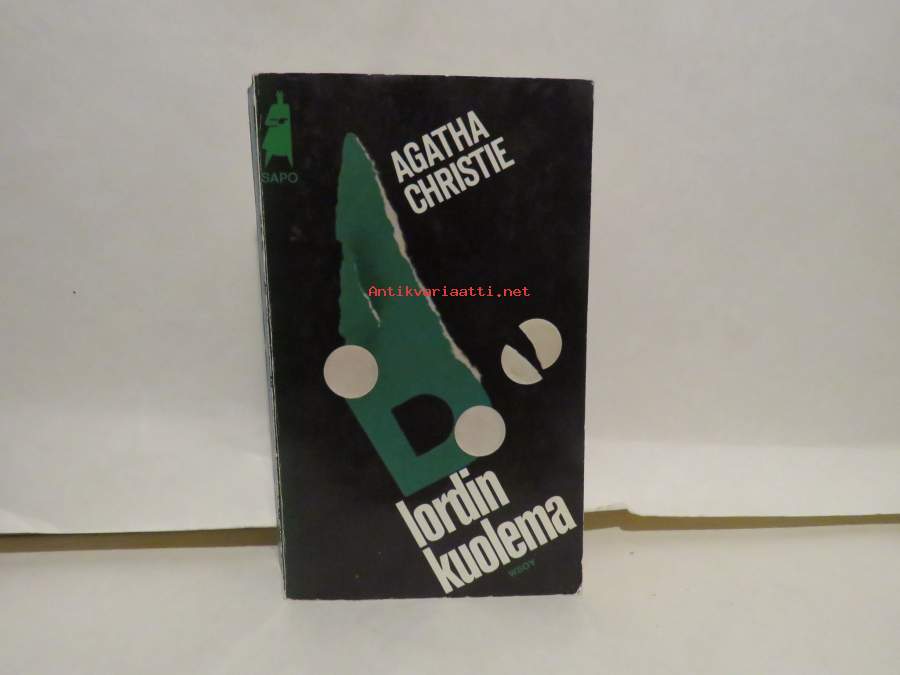 SAPO
AGATHA
CHRISTIE
Antikvariaatti.net
D
lordin
kuolema
WSOY